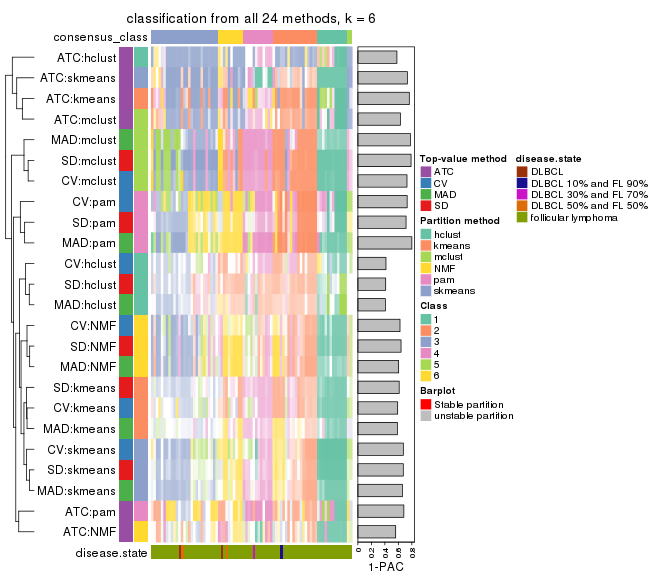 classification from all 24 methods, k = 6
consensus_class
ATC:hclust
ATC:skmeans
ATC:kmeans
ATC:mclust
MAD:mclust
SD:mclust
CV:mclust
CV:pam
SD:pam
MAD:pam
CV:hclust
SD:hclust
MAD:hclust
CV:NMF
SD:NMF
MAD:NMF
SD:kmeans
CV:kmeans
MAD:kmeans
CV:skmeans
SD:skmeans
MAD:skmeans
ATC:pam
ATC:NMF
disease.state
0 0.2 0.4 0.6 0.8
1-PAC
Top-value method
ATC
CV
MAD
SD
Partition method
hclust
kmeans
mclust
NMF
pam
skmeans
Class
1
2
3
4
5
6
Barplot
Stable partition
unstable partition
disease.state
DLBCL
DLBCL 10% and FL 90%
DLBCL 30% and FL 70%
DLBCL 50% and FL 50%
follicular lymphoma